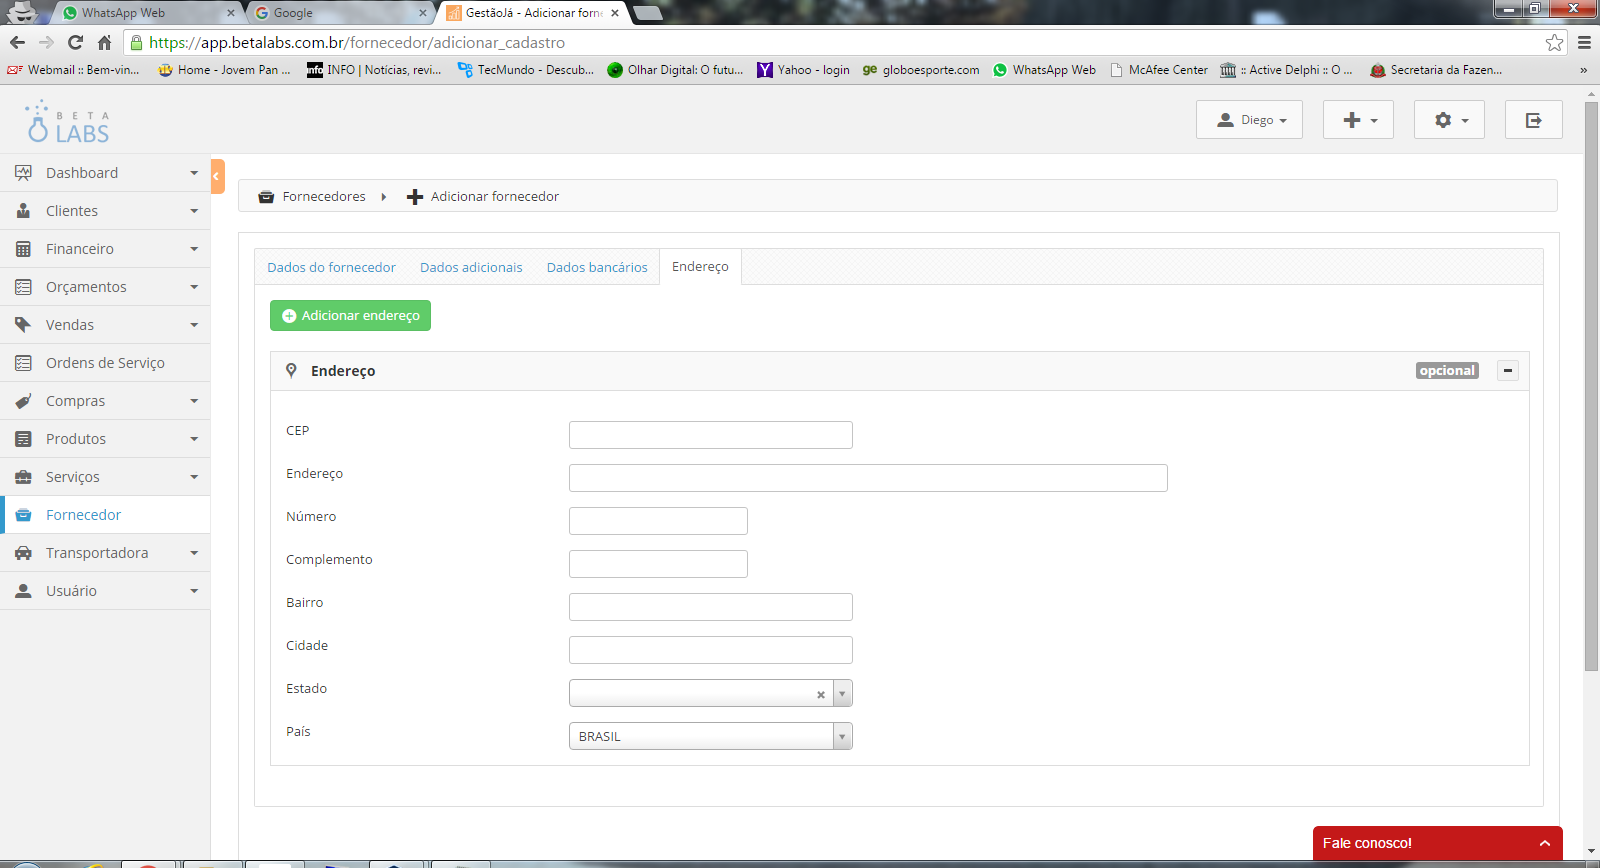 WhatsApp Web
Google
GestãoJá - Adicionar forne
https://app.betalabs.com.br/fornecedor/adicionar_cadastro
Webmail :: Bem-vin...
Home - Jovem Pan ...
INFO | Notícias, revi...
TecMundo - Descub...
Olhar Digital: O futu...
Yahoo - login
globoesporte.com
WhatsApp Web
McAfee Center
:: Active Delphi :: O ...
Secretaria da Fazen...
»
BETA
LABS
Diego
Dashboard
Clientes
Financeiro
Orçamentos
Vendas
Ordens de Serviço
Compras
Produtos
Serviços
Fornecedor
Transportadora
Usuário
Fornecedores
Adicionar fornecedor
Dados do fornecedor
Dados adicionais
Dados bancários
Endereço
Adicionar endereço
Endereço
opcional
CEP
Endereço
Número
Complemento
Bairro
Cidade
Estado
País
BRASIL
Fale conosco!